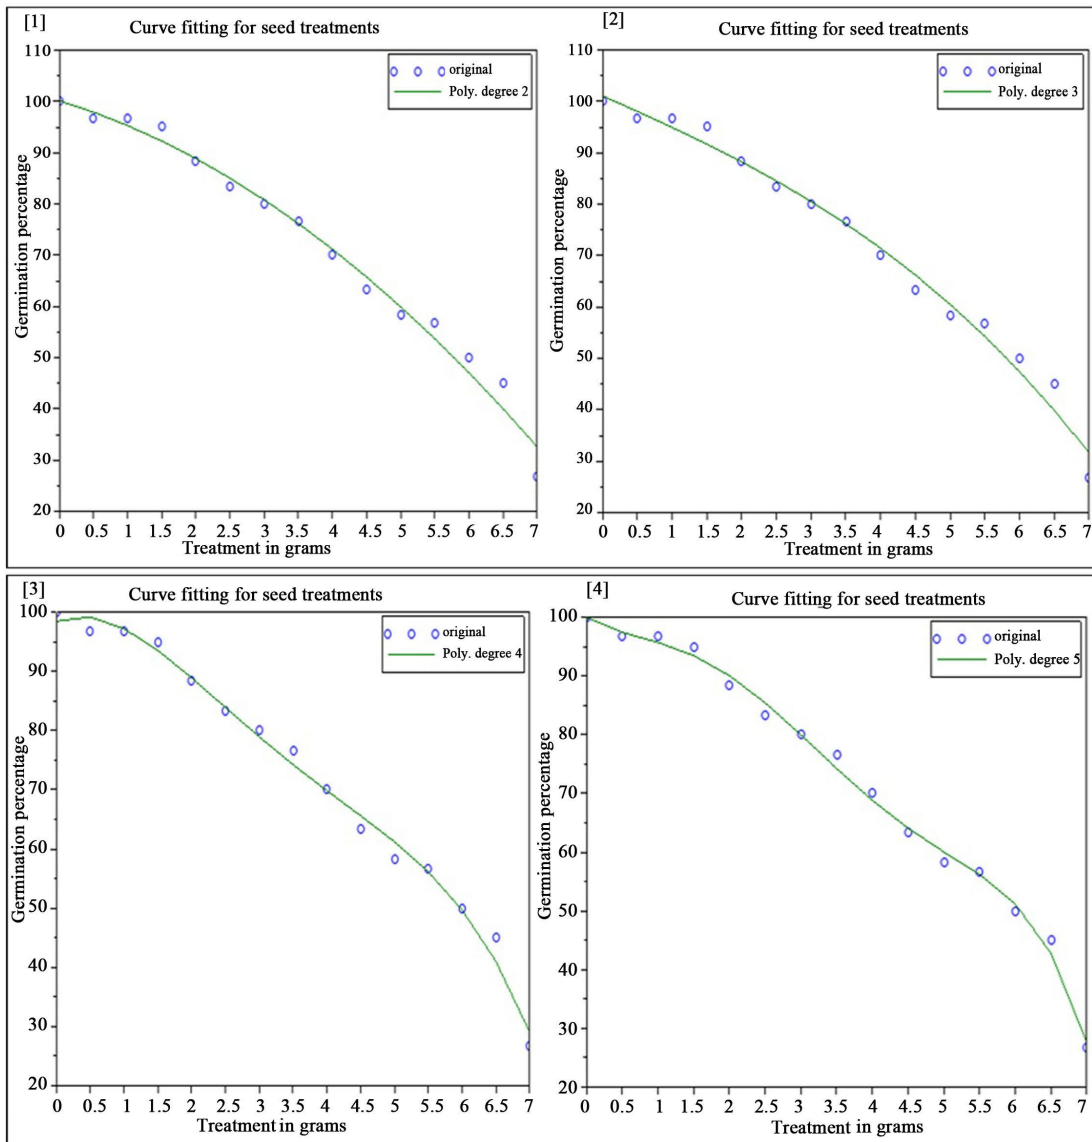 [1]
Curve fitting for seed treatments
original
Poly. degree 2
Germination percentage
110
100
90
80
70
60
50
40
30
20
0 0.5 1 1.5 2 2.5 3 3.5 4 4.5 5 5.5 6 6.5 7
Treatment in grams
[2]
Curve fitting for seed treatments
original
Poly. degree 3
Germination percentage
110
100
90
80
70
60
50
40
30
20
0 0.5 1 1.5 2 2.5 3 3.5 4 4.5 5 5.5 6 6.5 7
Treatment in grams
[3]
Curve fitting for seed treatments
original
Poly. degree 4
Germination percentage
100
90
80
70
60
50
40
30
20
0 0.5 1 1.5 2 2.5 3 3.5 4 4.5 5 5.5 6 6.5 7
Treatment in grams
[4]
Curve fitting for seed treatments
original
Poly. degree 5
Germination percentage
100
90
80
70
60
50
40
30
20
0 0.5 1 1.5 2 2.5 3 3.5 4 4.5 5 5.5 6 6.5 7
Treatment in grams